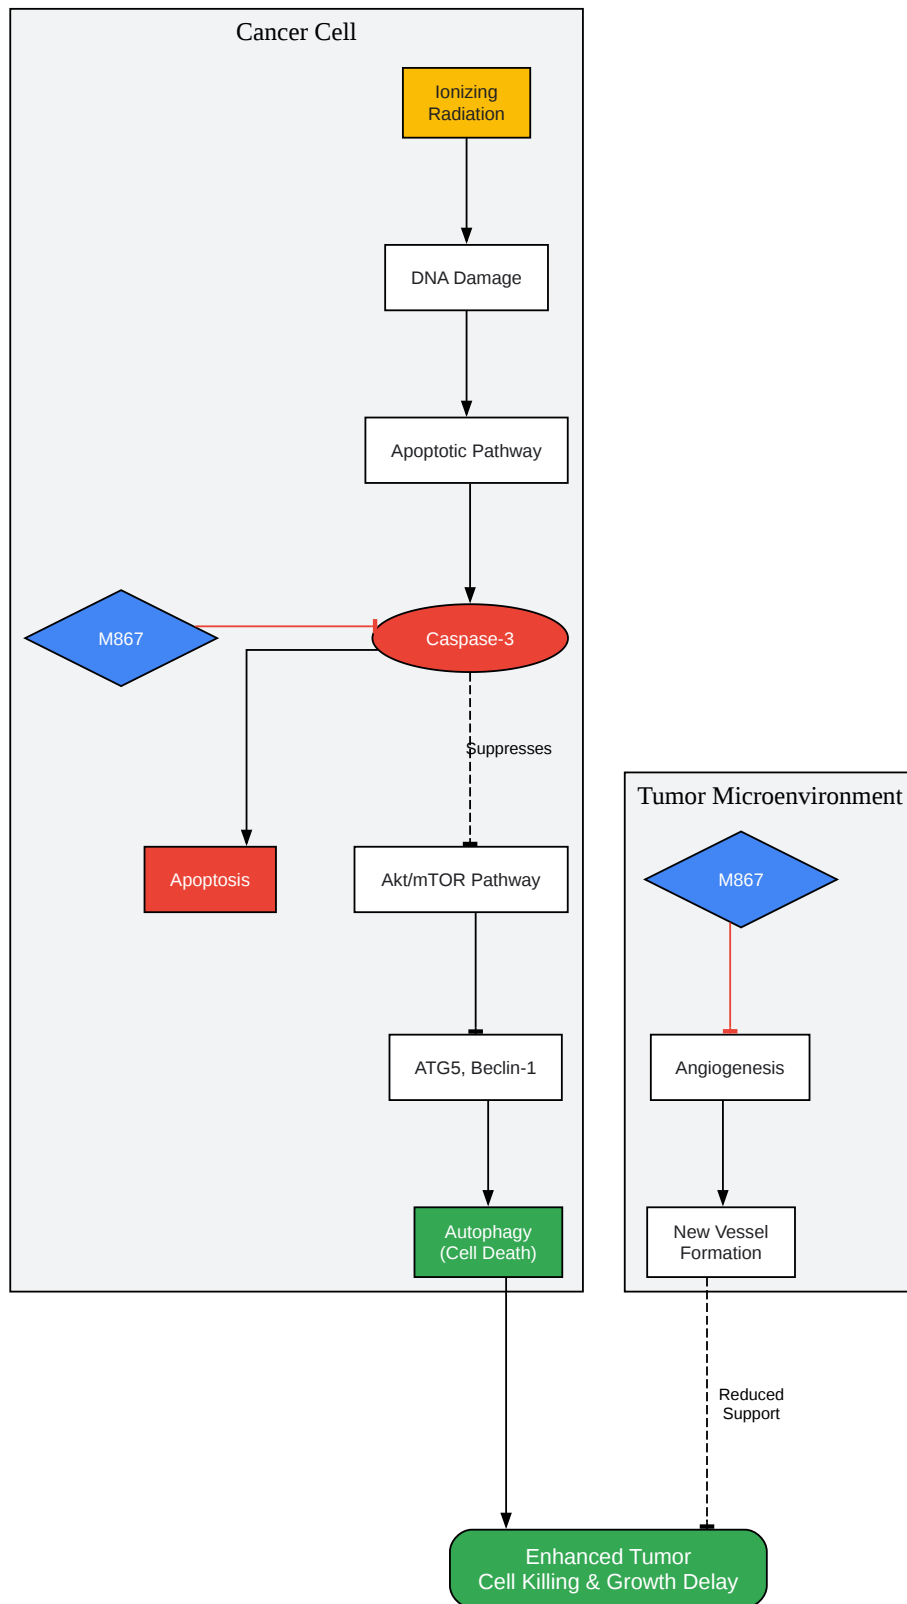 Cancer Cell
Ionizing
Radiation
DNA Damage
Apoptotic Pathway
M867
Caspase-3
Suppresses
Apoptosis
Akt/mTOR Pathway
ATG5, Beclin-1
Autophagy
(Cell Death)
Tumor Microenvironment
M867
Angiogenesis
New Vessel
Formation
Reduced
Support
Enhanced Tumor
Cell Killing & Growth Delay